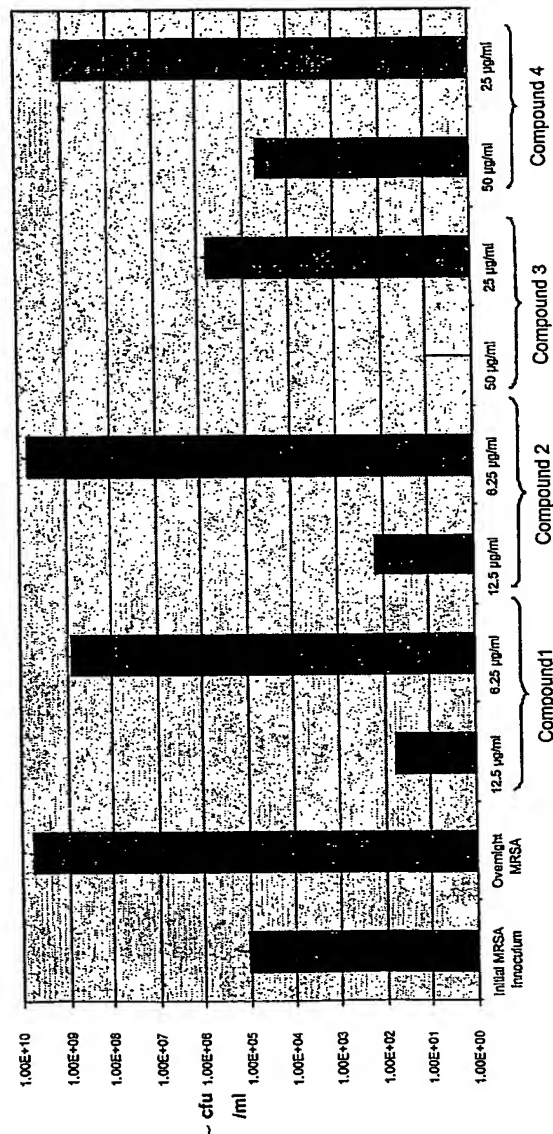 1.00E+10
1.00E+09
1.00E+08
1.00E+07
1.00E+06
1.00E+05
1.00E+04
1.00E+03
1.00E+02
1.00E+01
1.00E+00
~ cfu
/ml
Initial MRSA
Innoculum
Overnight
MRSA
12.5 µg/ml
6.25 µg/ml
12.5 µg/ml
6.25 µg/ml
50 µg/ml
25 µg/ml
50 µg/ml
25 µg/ml
Compound1
Compound 2
Compound 3
Compound 4